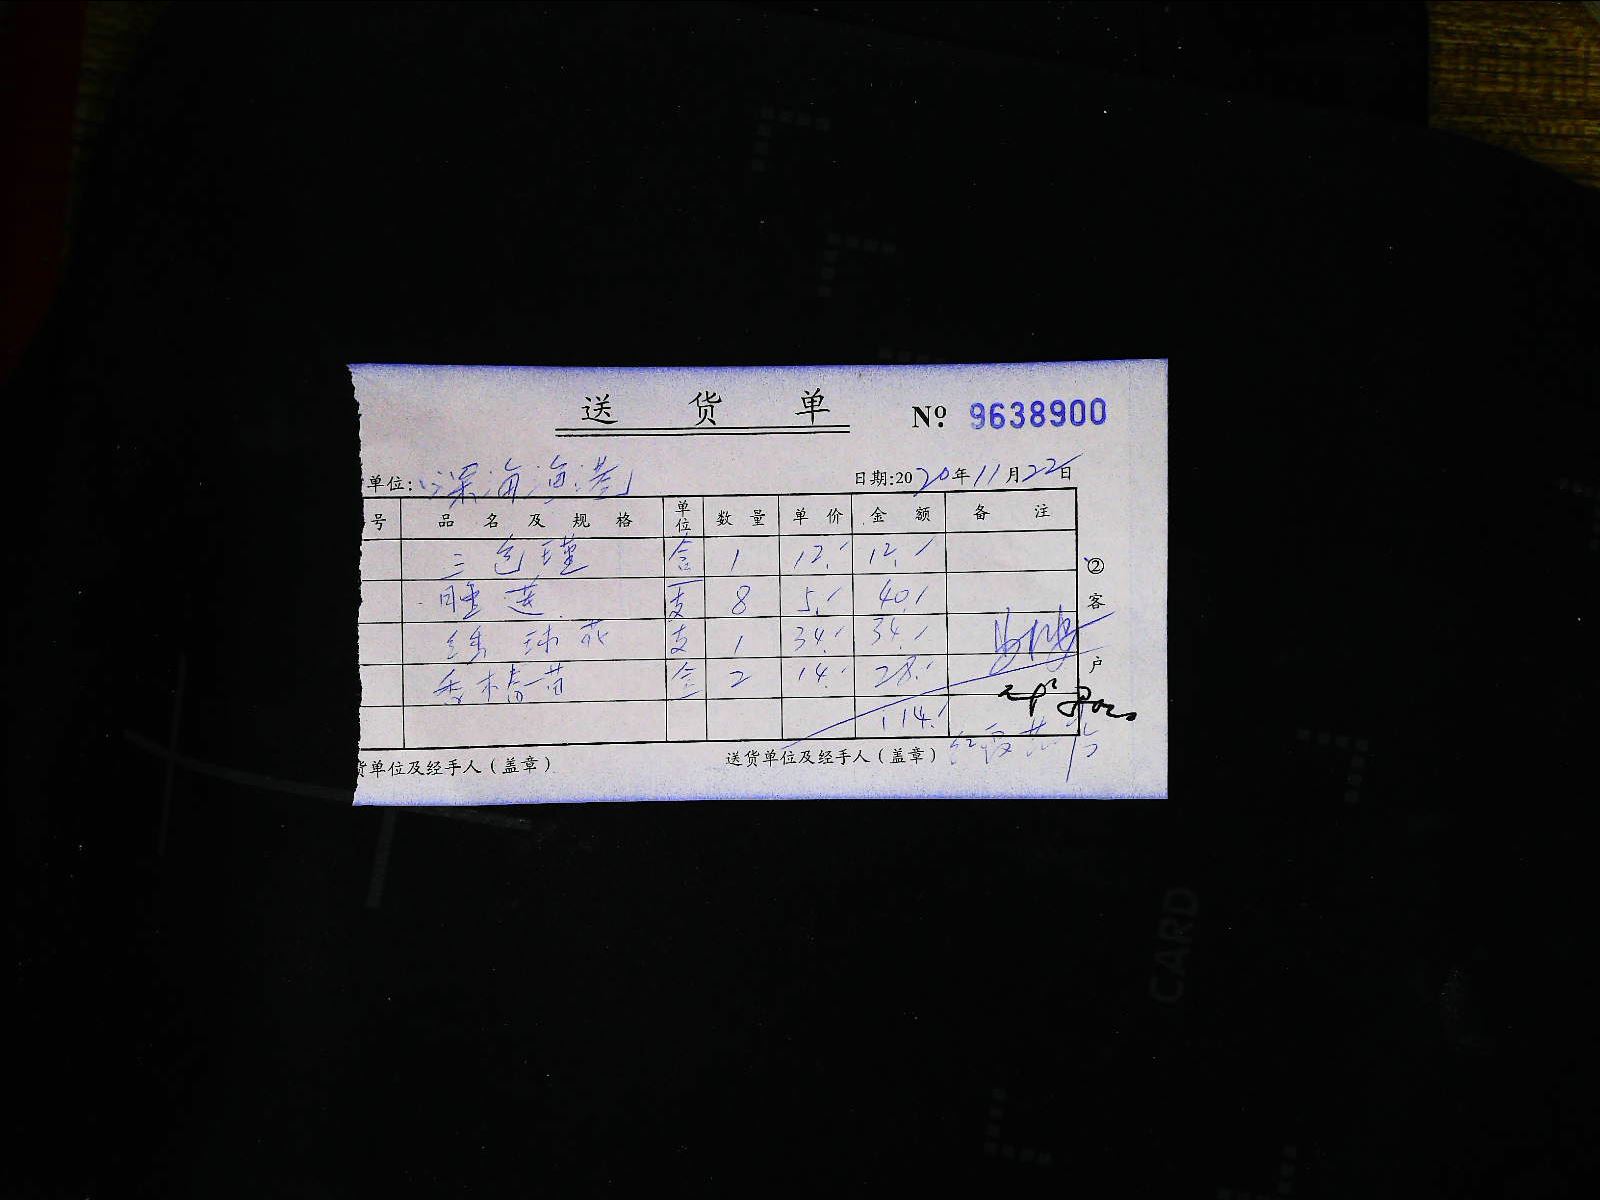 送 货 单 Nº 9638900
单位: 深海渔港 日期:2020年11月22日
号 品 名 及 规 格 单位 数 量 单 价 金 额 备 注
三色瑾 盒 1 12.- 12.-
睡莲 支 8 5.- 40.-
绣球花 支 1 34.- 34.-
盒 2 14.- 28.-
114.-
②客户
货单位及经手人(盖章) 送货单位及经手人(盖章)
CARD